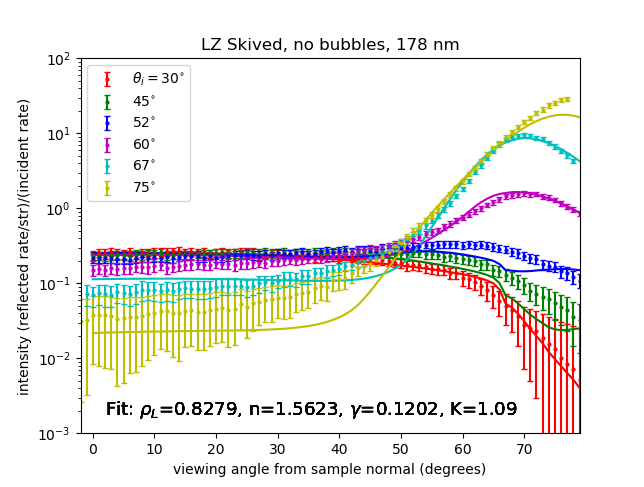 LZ Skived, no bubbles, 178 nm
intensity (reflected rate/str)/(incident rate)
10²
10¹
10⁰
10⁻¹
10⁻²
10⁻³
θᵢ = 30°
45°
52°
60°
67°
75°
Fit: ρ_L=0.8279, n=1.5623, γ=0.1202, K=1.09
0 10 20 30 40 50 60 70
viewing angle from sample normal (degrees)